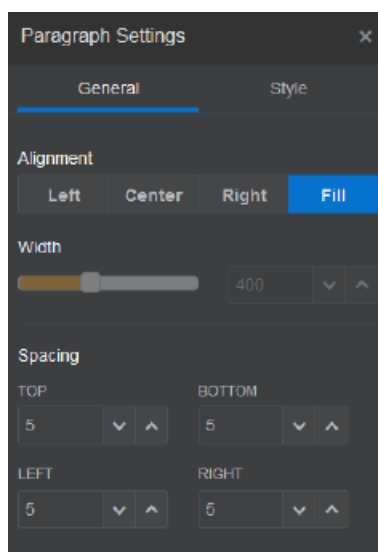 Paragraph Settings ×
General Style
Alignment
Left Center Right Fill
Width
400
Spacing
TOP BOTTOM
5 5
LEFT RIGHT
5 5